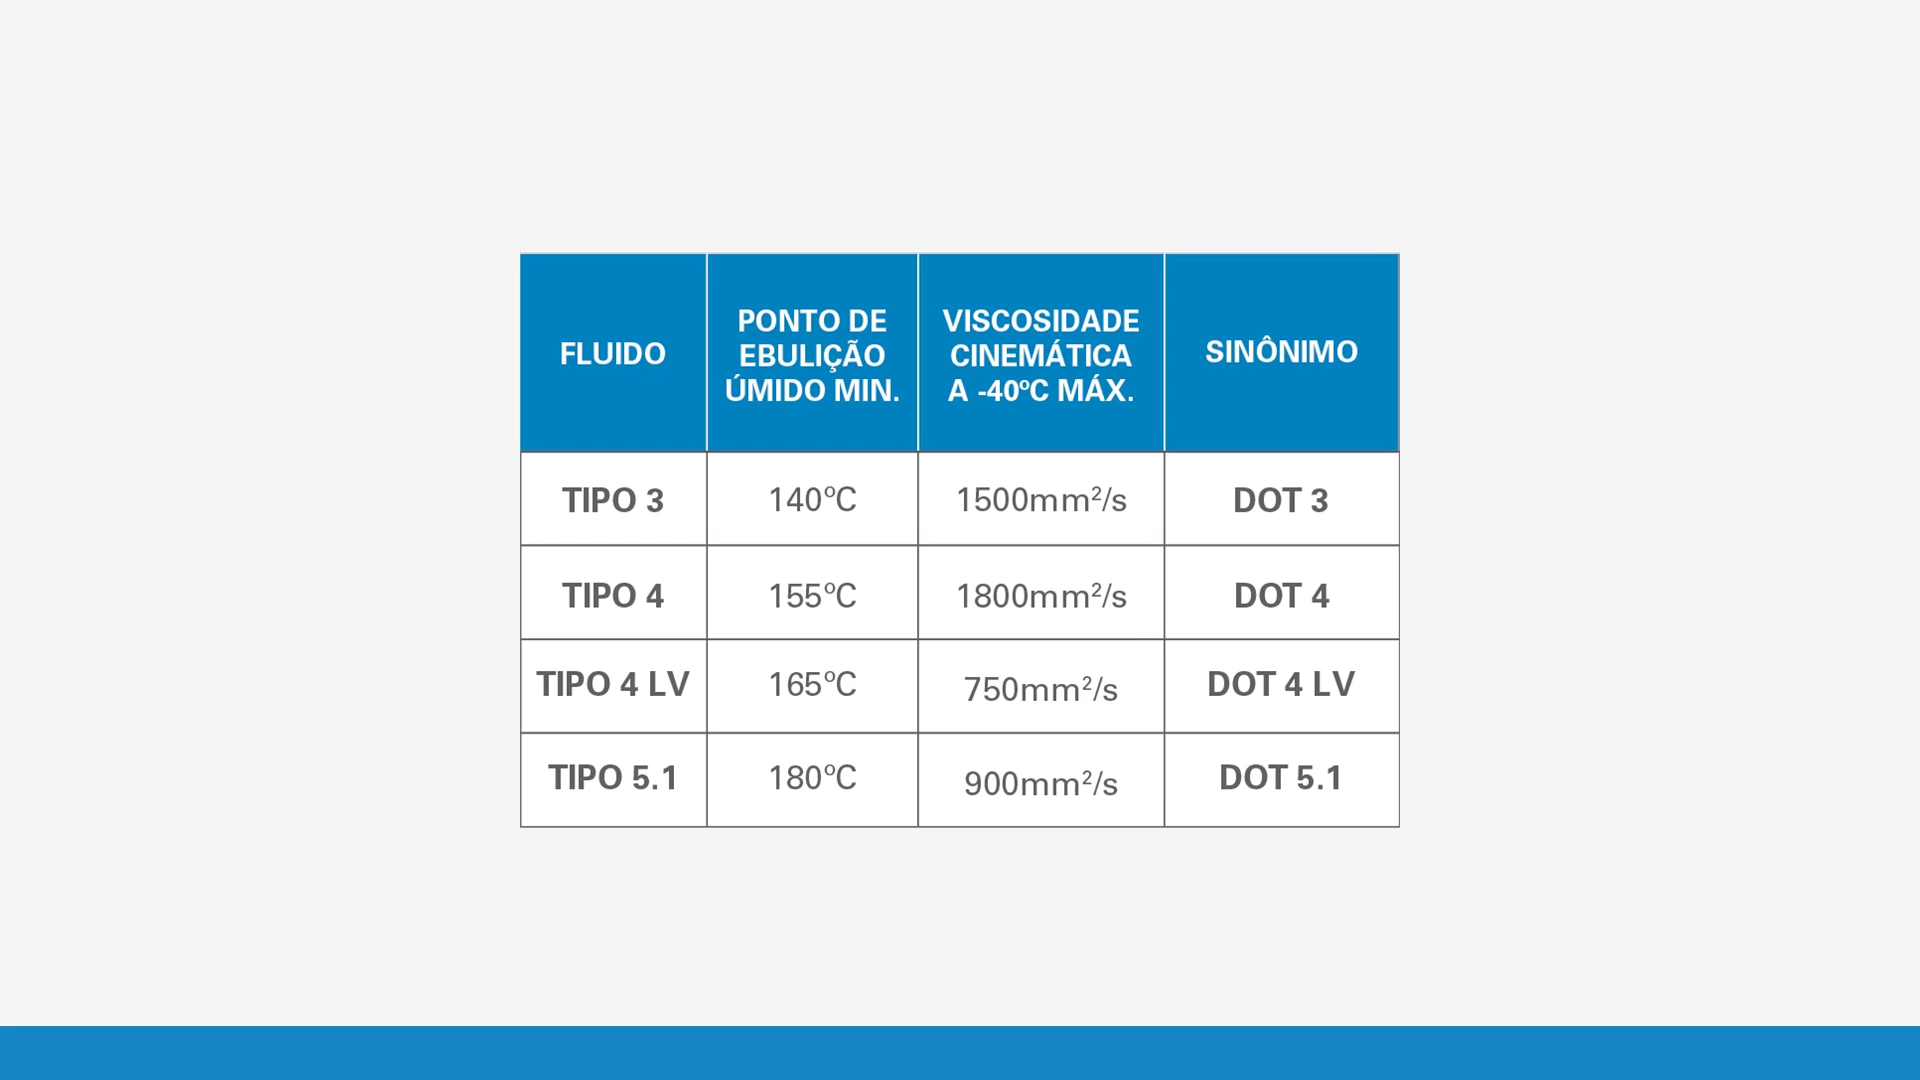 FLUIDO
PONTO DE
EBULIÇÃO
ÚMIDO MIN.
VISCOSIDADE
CINEMÁTICA
A -40ºC MÁX.
SINÔNIMO
TIPO 3 140ºC 1500mm²/s DOT 3
TIPO 4 155ºC 1800mm²/s DOT 4
TIPO 4 LV 165ºC 750mm²/s DOT 4 LV
TIPO 5.1 180ºC 900mm²/s DOT 5.1